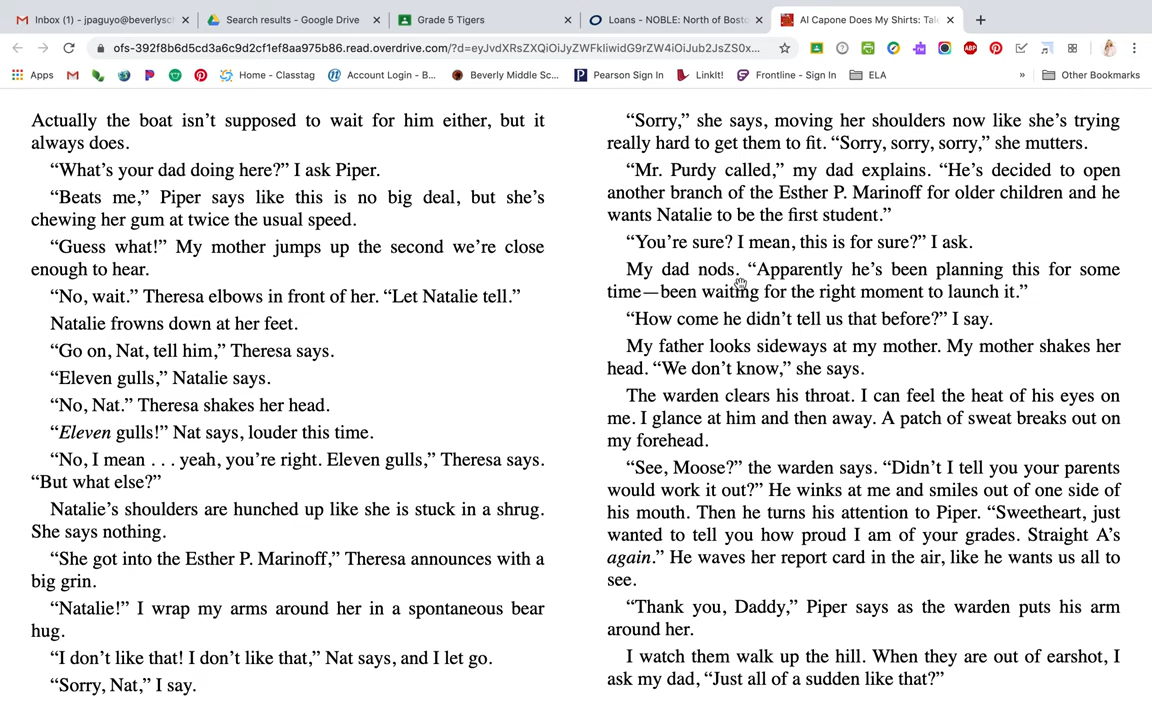 Inbox (1) - jpaguyo@beverlysc
Search results - Google Drive
Grade 5 Tigers
Loans - NOBLE: North of Bosto
Al Capone Does My Shirts: Tal
ofs-392f8b6d5cd3a6c9d2cf1ef8aa975b86.read.overdrive.com/?d=eyJvdXRsZXQiOiJyZWFkIiwidG9rZW4iOiJub2JsZS0x...
Apps
Home - Classtag
Account Login - B...
Beverly Middle Sc...
Pearson Sign In
LinkIt!
Frontline - Sign In
ELA
»
Other Bookmarks
Actually the boat isn’t supposed to wait for him either, but it
always does.
“What’s your dad doing here?” I ask Piper.
“Beats me,” Piper says like this is no big deal, but she’s
chewing her gum at twice the usual speed.
“Guess what!” My mother jumps up the second we’re close
enough to hear.
“No, wait.” Theresa elbows in front of her. “Let Natalie tell.”
Natalie frowns down at her feet.
“Go on, Nat, tell him,” Theresa says.
“Eleven gulls,” Natalie says.
“No, Nat.” Theresa shakes her head.
“Eleven gulls!” Nat says, louder this time.
“No, I mean . . . yeah, you’re right. Eleven gulls,” Theresa says.
“But what else?”
Natalie’s shoulders are hunched up like she is stuck in a shrug.
She says nothing.
“She got into the Esther P. Marinoff,” Theresa announces with a
big grin.
“Natalie!” I wrap my arms around her in a spontaneous bear
hug.
“I don’t like that! I don’t like that,” Nat says, and I let go.
“Sorry, Nat,” I say.
“Sorry,” she says, moving her shoulders now like she’s trying
really hard to get them to fit. “Sorry, sorry, sorry,” she mutters.
“Mr. Purdy called,” my dad explains. “He’s decided to open
another branch of the Esther P. Marinoff for older children and he
wants Natalie to be the first student.”
“You’re sure? I mean, this is for sure?” I ask.
My dad nods. “Apparently he’s been planning this for some
time—been waiting for the right moment to launch it.”
“How come he didn’t tell us that before?” I say.
My father looks sideways at my mother. My mother shakes her
head. “We don’t know,” she says.
The warden clears his throat. I can feel the heat of his eyes on
me. I glance at him and then away. A patch of sweat breaks out on
my forehead.
“See, Moose?” the warden says. “Didn’t I tell you your parents
would work it out?” He winks at me and smiles out of one side of
his mouth. Then he turns his attention to Piper. “Sweetheart, just
wanted to tell you how proud I am of your grades. Straight A’s
again.” He waves her report card in the air, like he wants us all to
see.
“Thank you, Daddy,” Piper says as the warden puts his arm
around her.
I watch them walk up the hill. When they are out of earshot, I
ask my dad, “Just all of a sudden like that?”